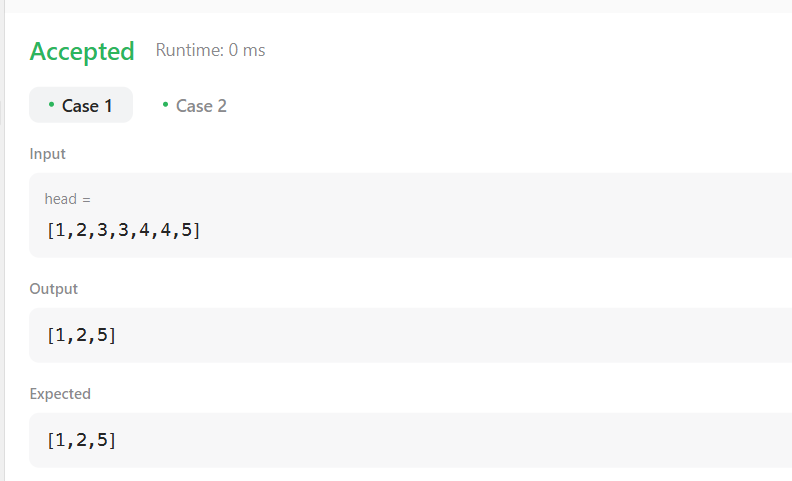 Accepted Runtime: 0 ms
• Case 1 • Case 2
Input
head =
[1,2,3,3,4,4,5]
Output
[1,2,5]
Expected
[1,2,5]